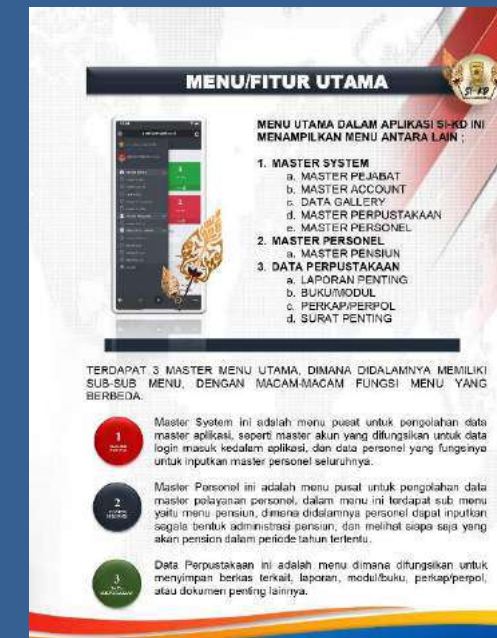 MENU/FITUR UTAMA
SI-KD
MENU UTAMA DALAM APLIKASI SI-KD INI
MENAMPILKAN MENU ANTARA LAIN ;
1. MASTER SYSTEM
a. MASTER PEJABAT
b. MASTER ACCOUNT
c. DATA GALLERY
d. MASTER PERPUSTAKAAN
e. MASTER PERSONEL
2. MASTER PERSONEL
a. MASTER PENSIUN
3. DATA PERPUSTAKAAN
a. LAPORAN PENTING
b. BUKU/MODUL
c. PERKAP/PERPOL
d. SURAT PENTING
TERDAPAT 3 MASTER MENU UTAMA, DIMANA DIDALAMNYA MEMILIKI
SUB-SUB MENU, DENGAN MACAM-MACAM FUNGSI MENU YANG
BERBEDA.
1
Master System ini adalah menu pusat untuk pengolahan data
master aplikasi, seperti master akun yang difungsikan untuk data
login masuk kedalam aplikasi, dan data personel yang fungsinya
untuk inputkan master personel seluruhnya.
2
Master Personel ini adalah menu pusat untuk pengolahan data
master pelayanan personel, dalam menu ini terdapat sub menu
yaitu menu pensiun, dimana didalamnya personel dapat inputkan
segala bentuk administrasi pensiun, dan melihat siapa saja yang
akan pension dalam periode tahun tertentu.
3
Data Perpustakaan ini adalah menu dimana difungsikan untuk
menyimpan berkas terkait, laporan, modul/buku, perkap/perpol,
atau dokumen penting lainnya.